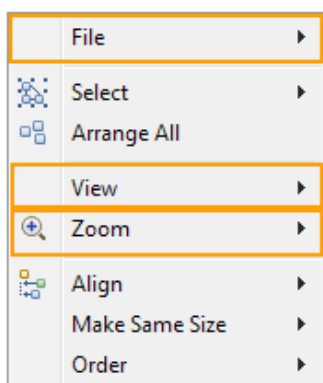 File
Select
Arrange All
View
Zoom
Align
Make Same Size
Order